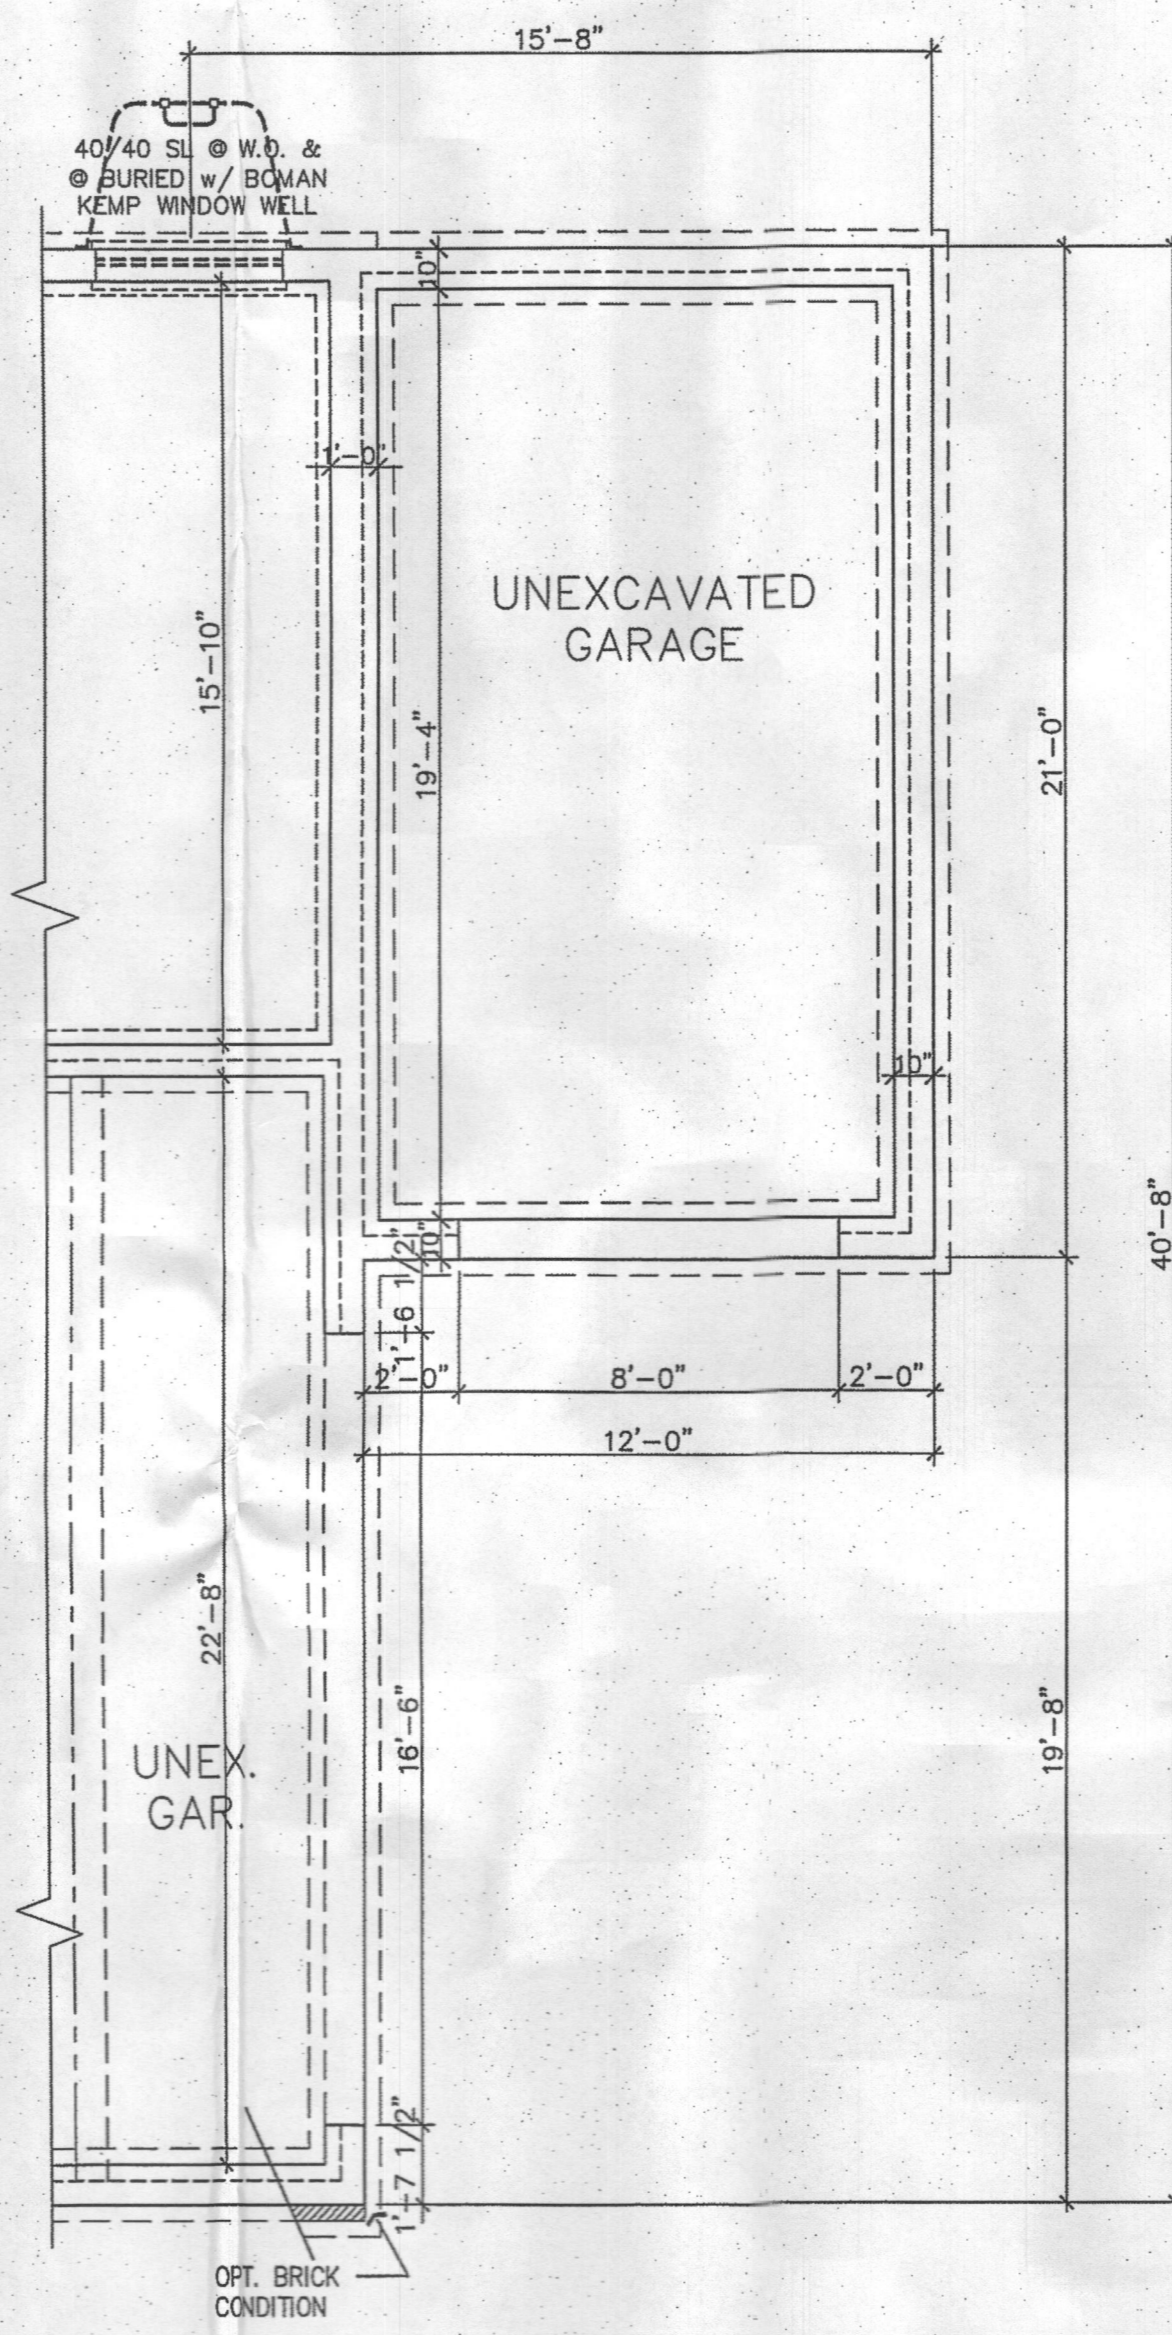 15'-8"
40/40 SL @ W.O. &
@ BURIED w/ BOMAN
KEMP WINDOW WELL
10"
1'-0"
UNEXCAVATED
GARAGE
15'-10"
19'-4"
21'-0"
10"
10"
1'-6 1/2"
40'-8"
2'-0"
8'-0"
2'-0"
12'-0"
22'-8"
16'-6"
19'-8"
UNEX.
GAR.
1'-7 1/2"
OPT. BRICK
CONDITION